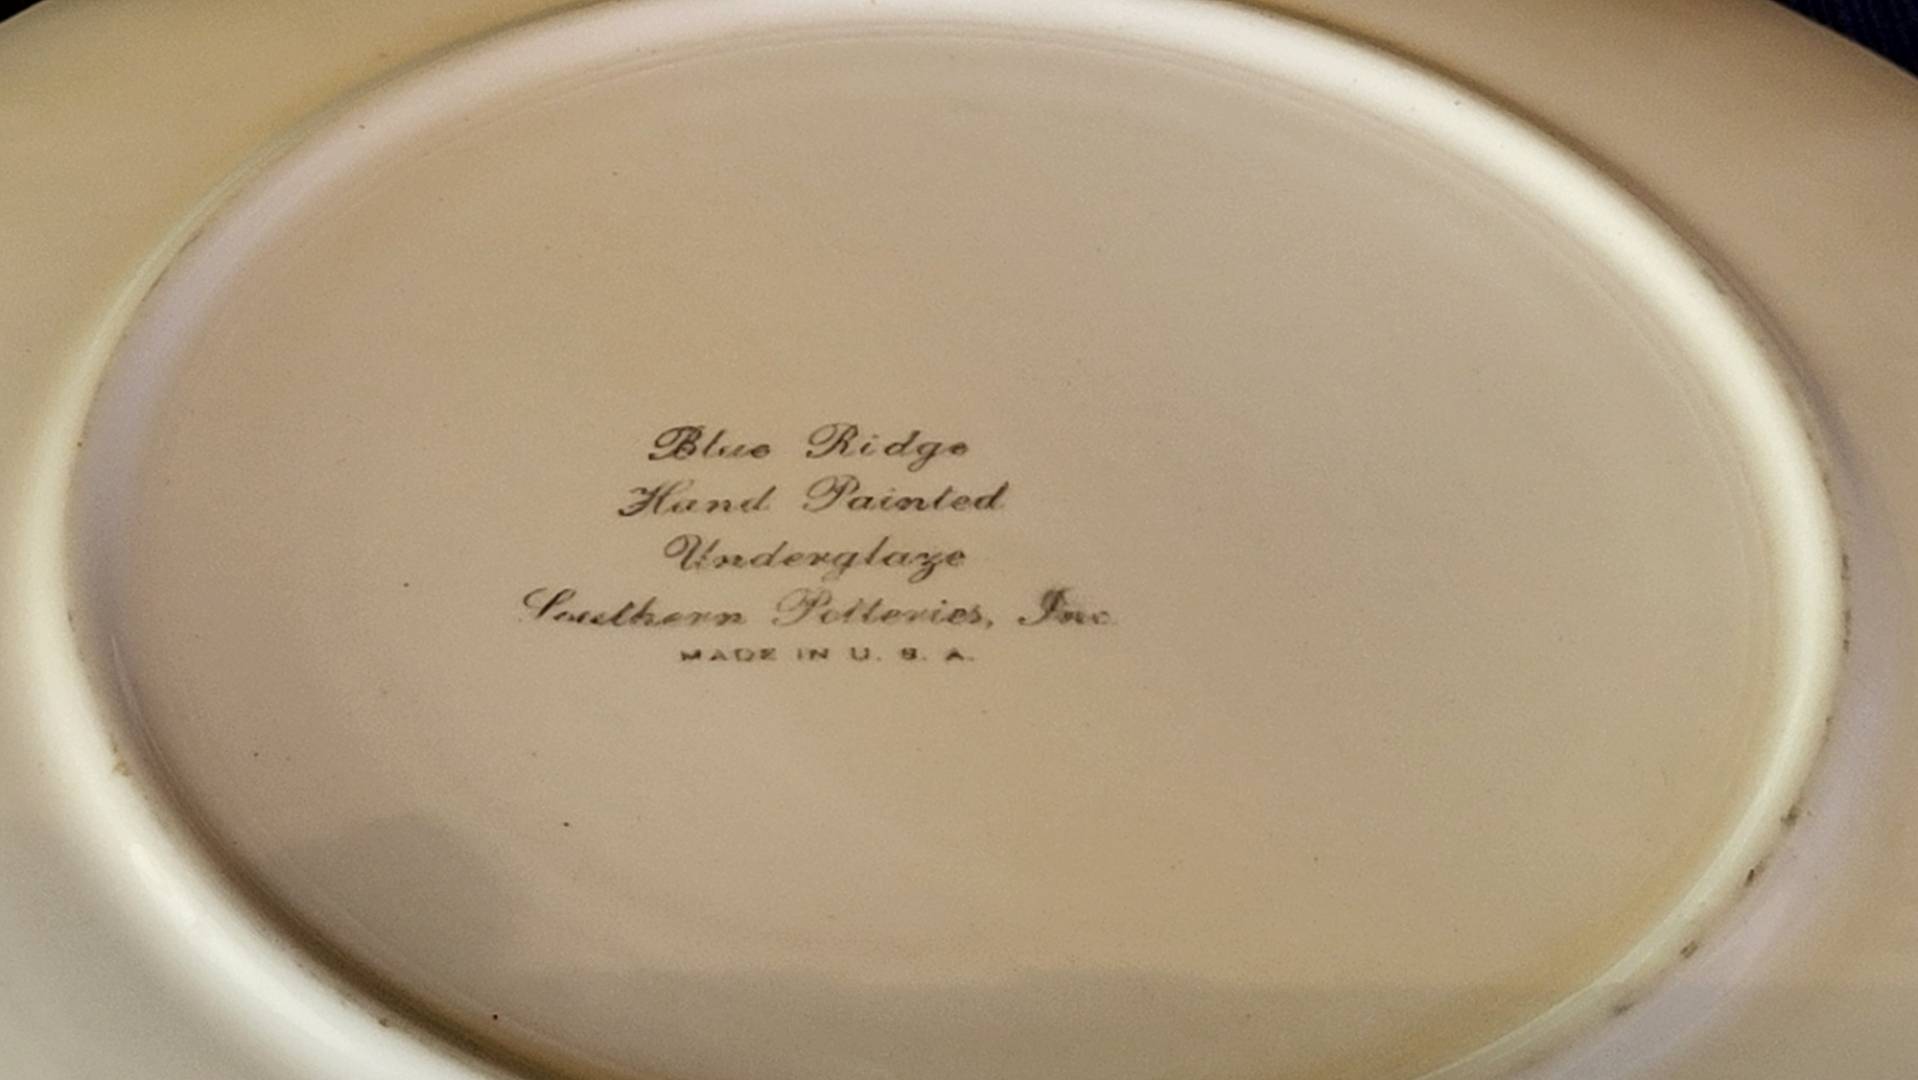 Blue Ridge
Hand Painted
Underglaze
Southern Potteries, Inc.
MADE IN U. S. A.